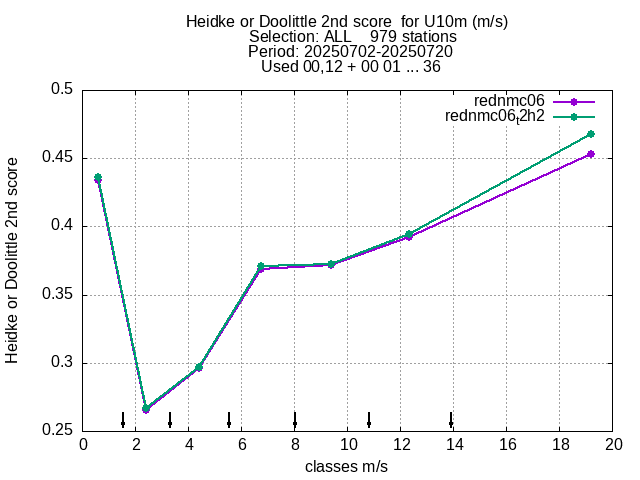 Heidke or Doolittle 2nd score  for U10m (m/s)
Selection: ALL    979 stations
Period: 20250702-20250720
Used 00,12 + 00 01 ... 36
rednmc06
rednmc06t2h2
0.5
0.45
0.4
0.35
0.3
0.25
Heidke or Doolittle 2nd score
0 2 4 6 8 10 12 14 16 18 20
classes m/s